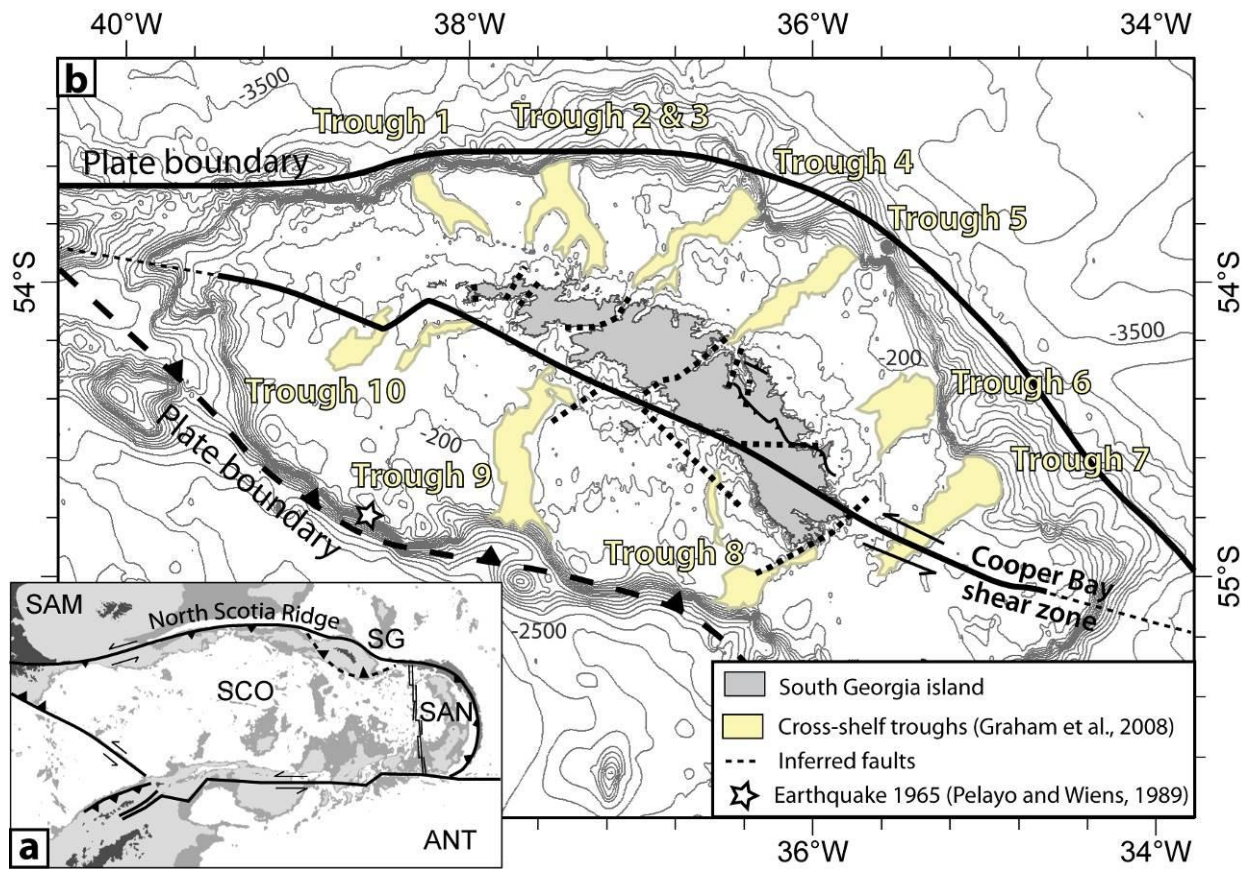 40°W
38°W
36°W
34°W
b
-3500
Trough 1
Trough 2 & 3
Plate boundary
Trough 4
Trough 5
54°S
54°S
-3500
-200
Trough 10
Trough 6
Plate boundary
-200
Trough 9
Trough 7
Trough 8
Cooper Bay
shear zone
55°S
-2500
SAM
North Scotia Ridge
SG
SCO
SAN
ANT
a
South Georgia island
Cross-shelf troughs (Graham et al., 2008)
Inferred faults
Earthquake 1965 (Pelayo and Wiens, 1989)
40°W
38°W
36°W
34°W